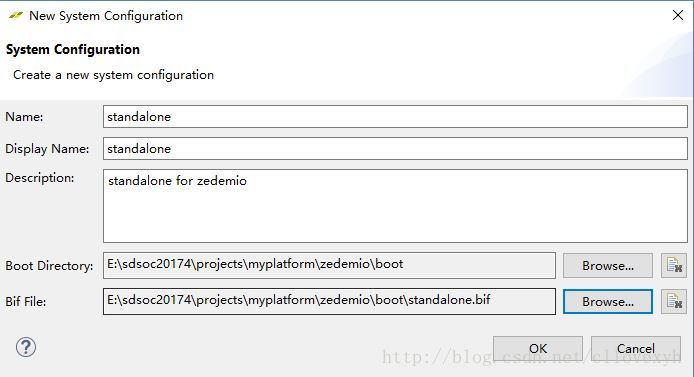 New System Configuration
System Configuration
Create a new system configuration
Name: standalone
Display Name: standalone
Description: standalone for zedemio
Boot Directory: E:\sdsoc20174\projects\myplatform\zedemio\boot Browse...
Bif File: E:\sdsoc20174\projects\myplatform\zedemio\boot\standalone.bif Browse...
OK Cancel
http://blog.csdn.net/cllovexyh